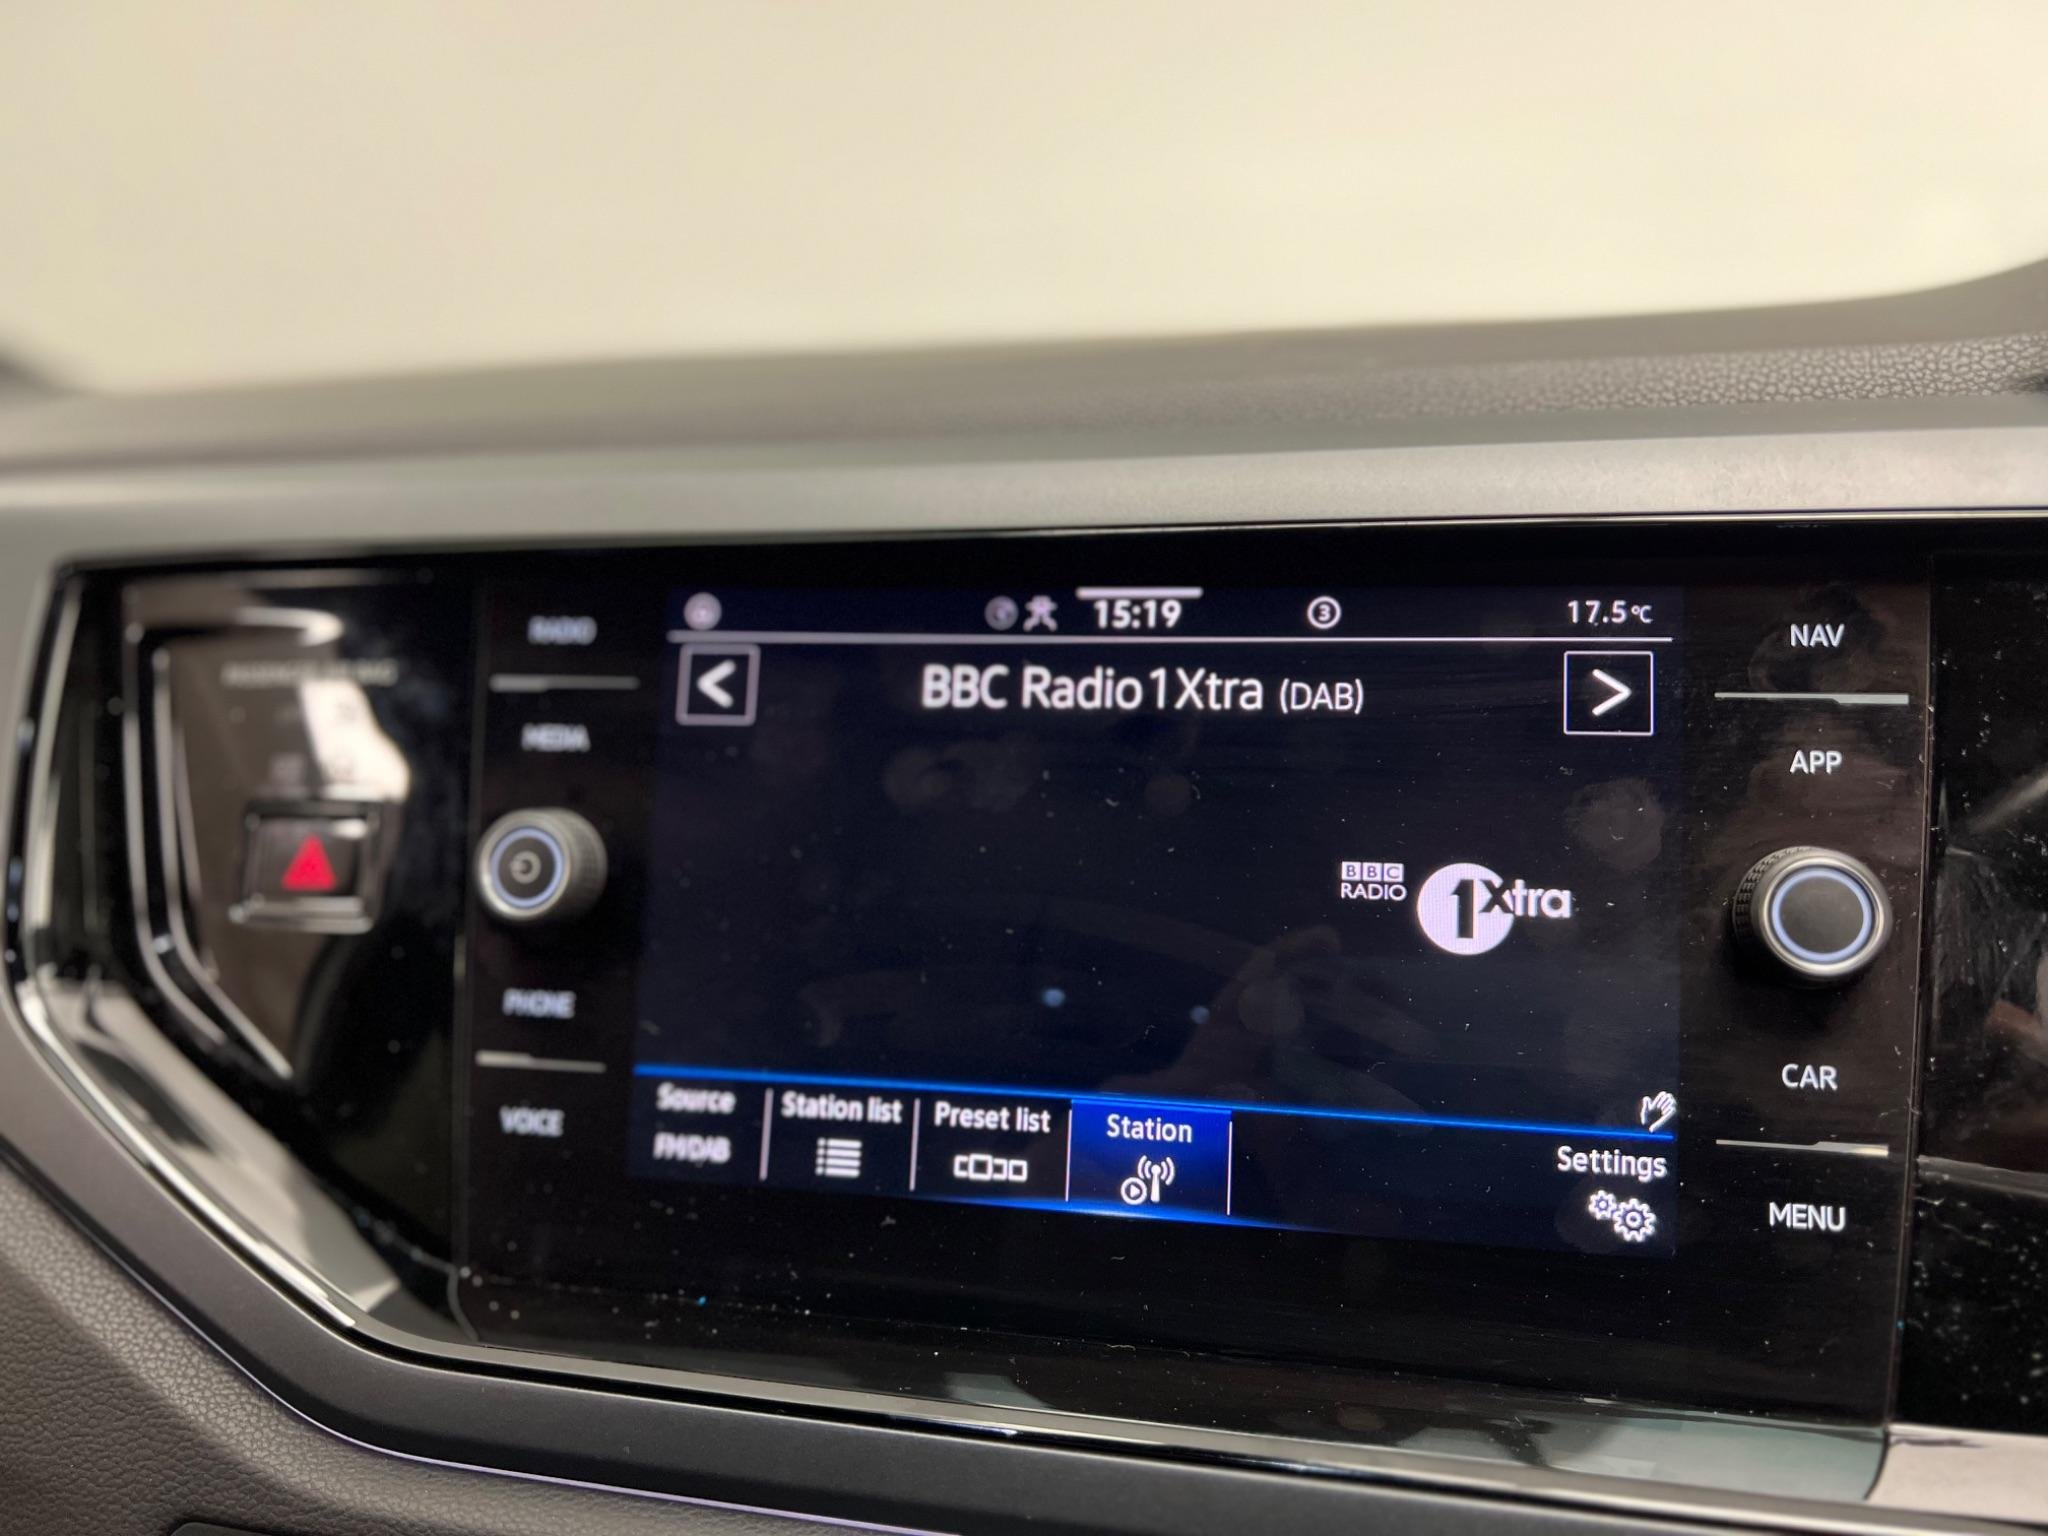 15:19
3
17.5°C
RADIO
BBC Radio 1Xtra (DAB)
NAV
MEDIA
APP
BBC
RADIO
1Xtra
PHONE
CAR
VOICE
Source
FM DAB
Station list
Preset list
Station
Settings
MENU